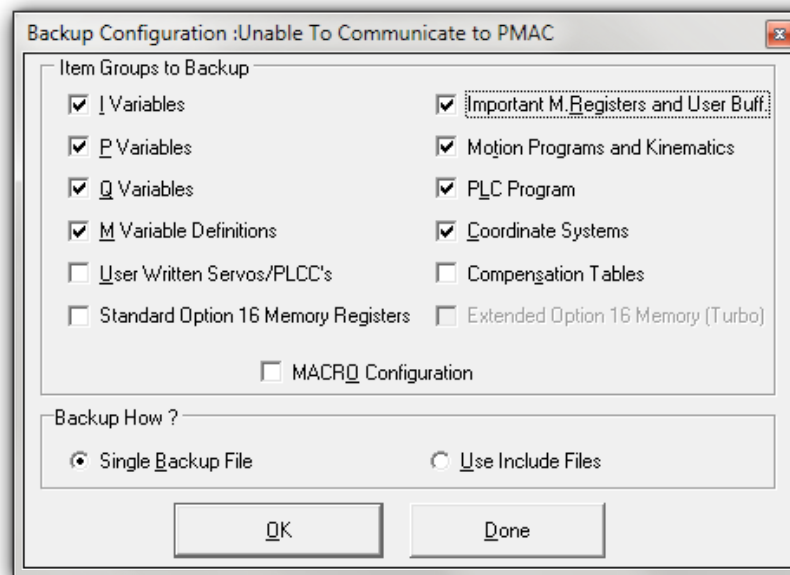 Backup Configuration :Unable To Communicate to PMAC
Item Groups to Backup
I Variables
Important M.Registers and User Buff.
P Variables
Motion Programs and Kinematics
Q Variables
PLC Program
M Variable Definitions
Coordinate Systems
User Written Servos/PLCC's
Compensation Tables
Standard Option 16 Memory Registers
Extended Option 16 Memory (Turbo)
MACRO Configuration
Backup How ?
Single Backup File
Use Include Files
OK
Done